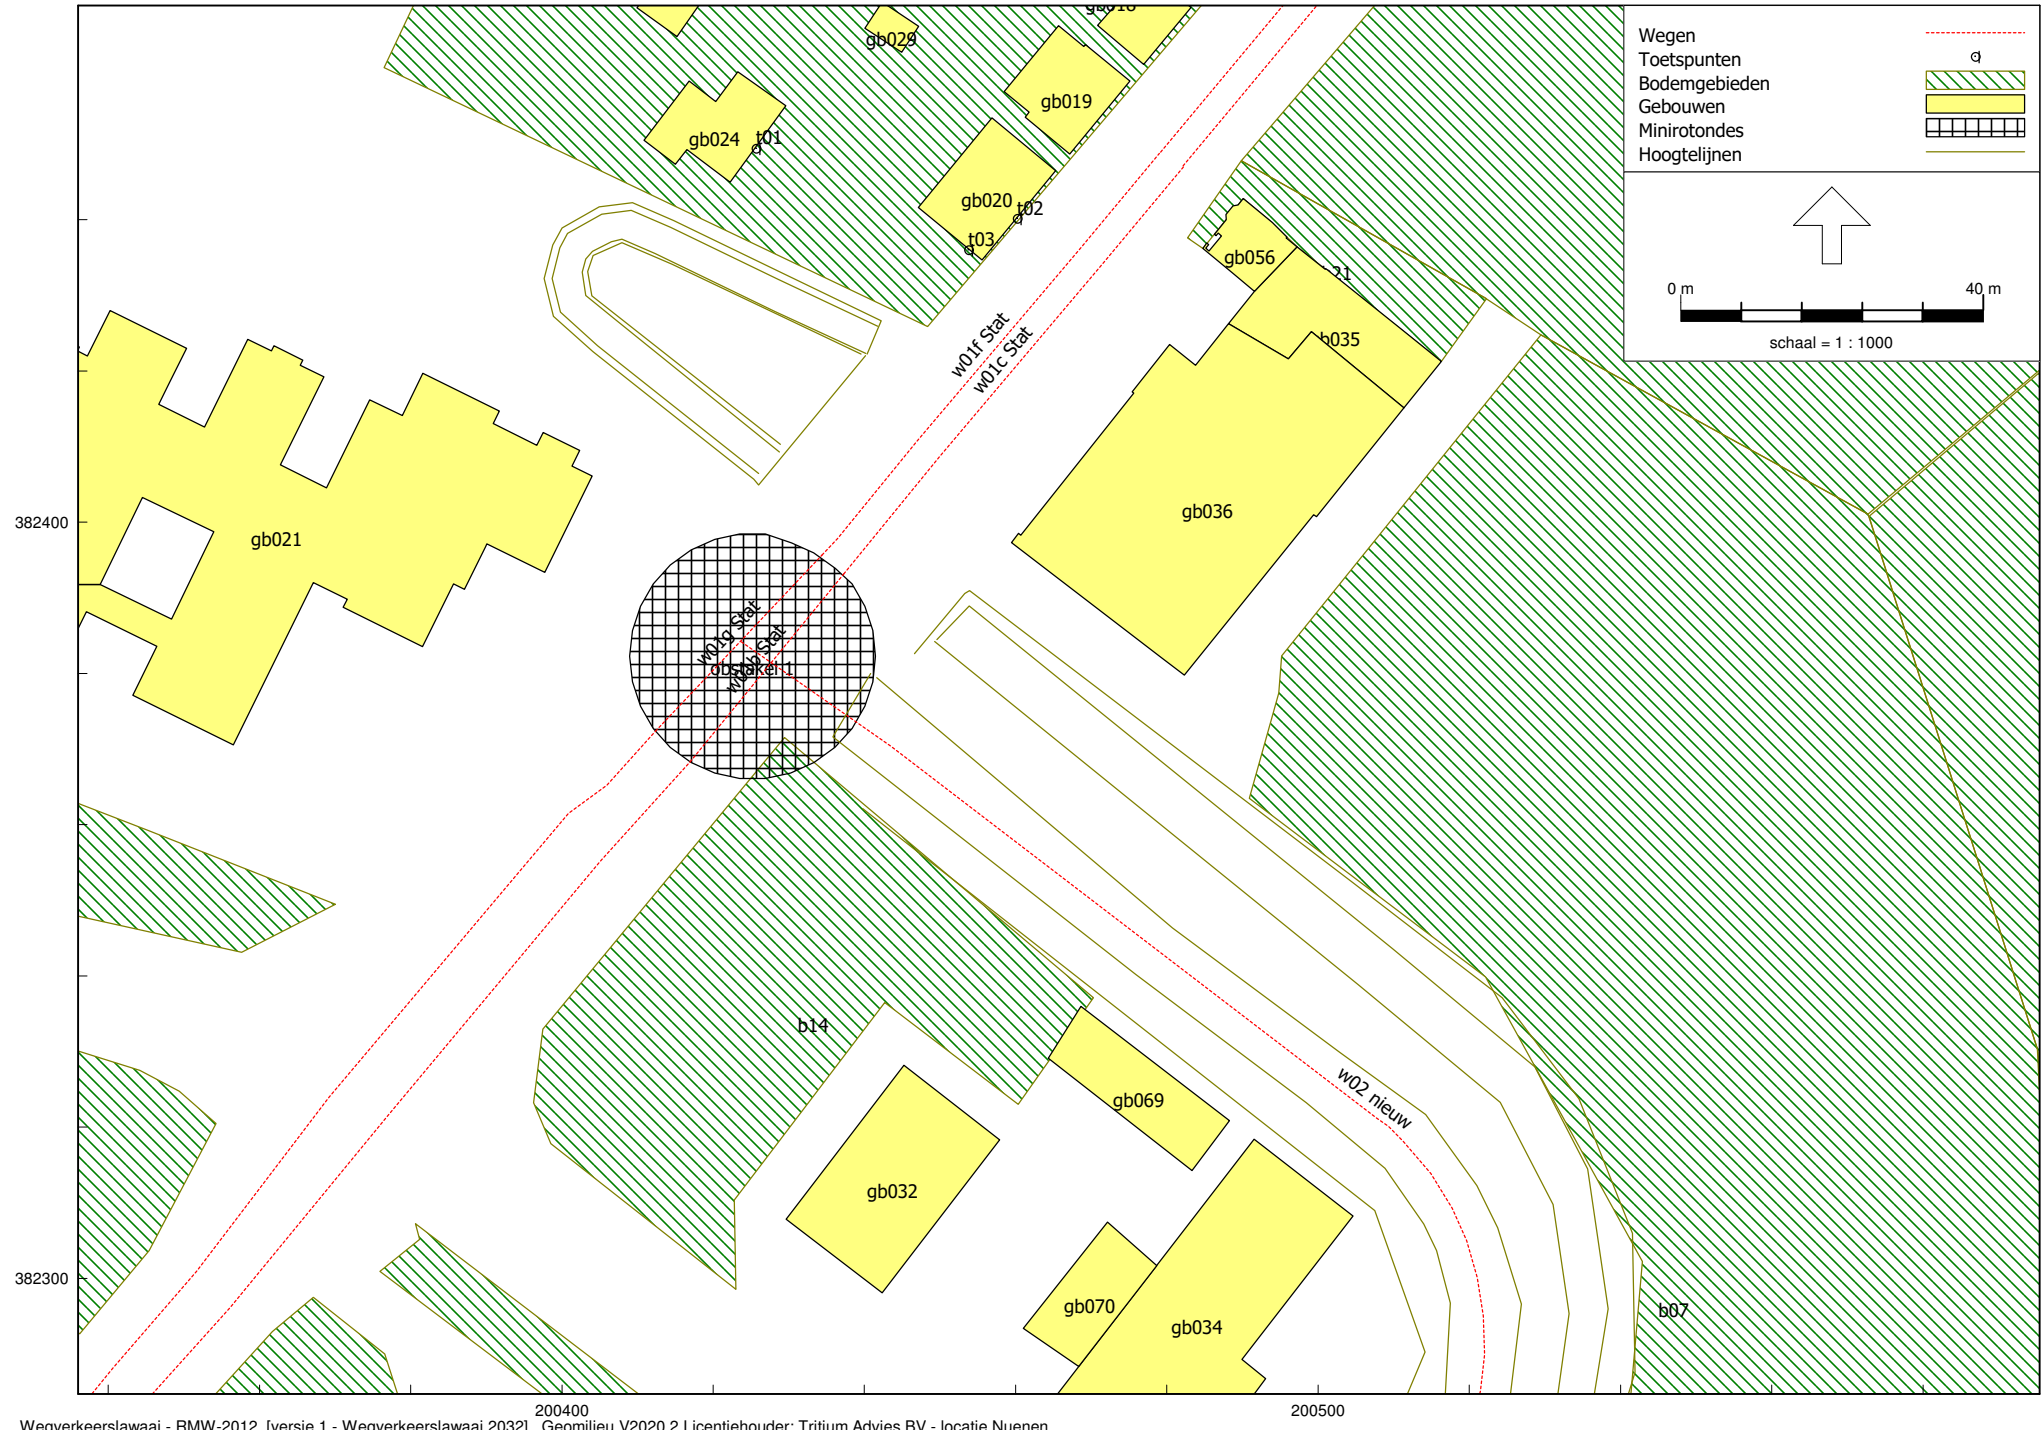 gb029
gb019
gb024
t01
gb020
t02
t03
gb056
b035
w01f Stat
w01c Stat
gb036
gb021
w01g Stat
obstakel 1
b14
gb069
w02 nieuw
gb032
gb070
gb034
b07
Wegen
Toetspunten
Bodemgebieden
Gebouwen
Minirotondes
Hoogtelijnen
0 m
40 m
schaal = 1 : 1000
382400
382300
200400
200500
Wegverkeerslawaai - RMW-2012, [versie 1 - Wegverkeerslawaai 2032] , Geomilieu V2020.2 Licentiehouder: Tritium Advies BV - locatie Nuenen